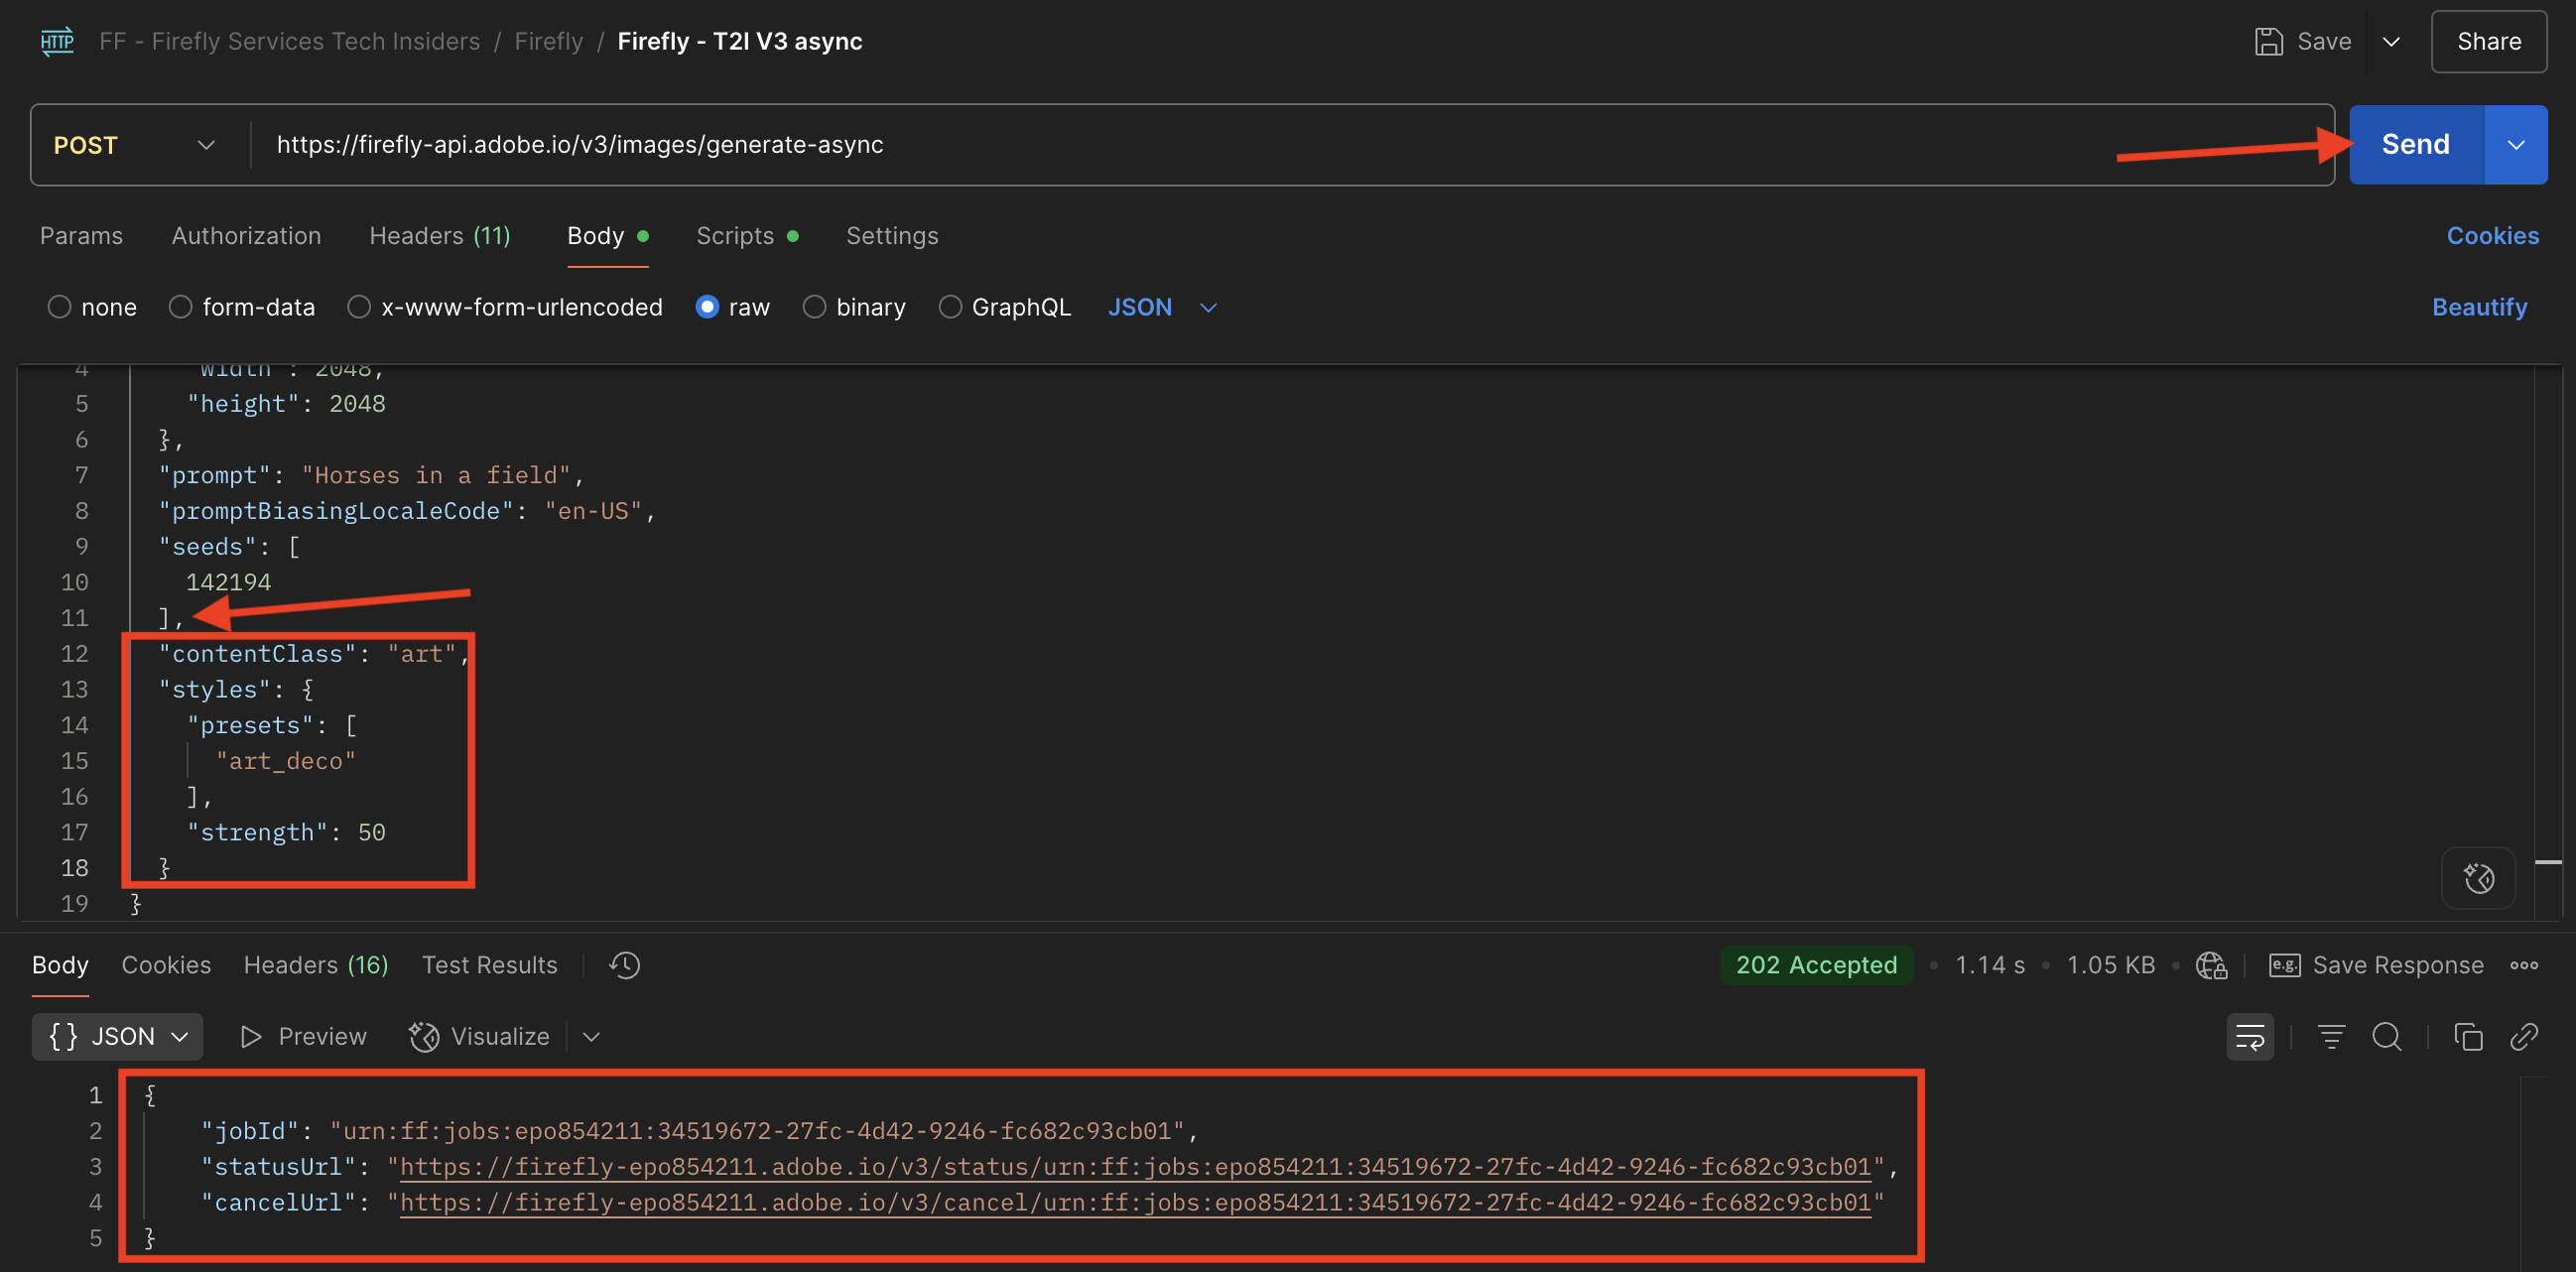 HTTP FF - Firefly Services Tech Insiders / Firefly / Firefly - T2I V3 async Save Share
POST https://firefly-api.adobe.io/v3/images/generate-async Send
Params Authorization Headers (11) Body Scripts Settings Cookies
none form-data x-www-form-urlencoded raw binary GraphQL JSON Beautify
4 "width": 2048,
5 "height": 2048
6 },
7 "prompt": "Horses in a field",
8 "promptBiasingLocaleCode": "en-US",
9 "seeds": [
10 142194
11 ],
12 "contentClass": "art",
13 "styles": {
14 "presets": [
15 "art_deco"
16 ],
17 "strength": 50
18 }
19 }
Body Cookies Headers (16) Test Results 202 Accepted • 1.14 s • 1.05 KB • e.g. Save Response
{} JSON Preview Visualize
1 {
2 "jobId": "urn:ff:jobs:epo854211:34519672-27fc-4d42-9246-fc682c93cb01",
3 "statusUrl": "https://firefly-epo854211.adobe.io/v3/status/urn:ff:jobs:epo854211:34519672-27fc-4d42-9246-fc682c93cb01",
4 "cancelUrl": "https://firefly-epo854211.adobe.io/v3/cancel/urn:ff:jobs:epo854211:34519672-27fc-4d42-9246-fc682c93cb01"
5 }